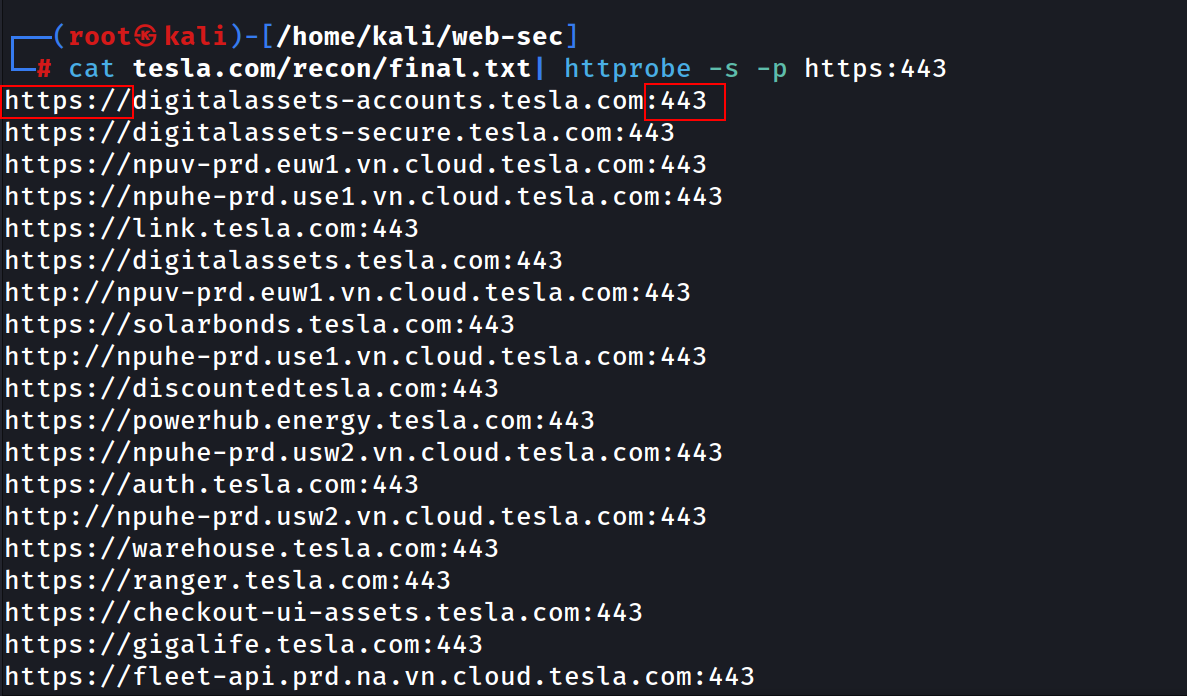 ┌──(root㉿kali)-[/home/kali/web-sec]
└─# cat tesla.com/recon/final.txt| httprobe -s -p https:443
https://digitalassets-accounts.tesla.com:443
https://digitalassets-secure.tesla.com:443
https://npuv-prd.euw1.vn.cloud.tesla.com:443
https://npuhe-prd.use1.vn.cloud.tesla.com:443
https://link.tesla.com:443
https://digitalassets.tesla.com:443
http://npuv-prd.euw1.vn.cloud.tesla.com:443
https://solarbonds.tesla.com:443
http://npuhe-prd.use1.vn.cloud.tesla.com:443
https://discountedtesla.com:443
https://powerhub.energy.tesla.com:443
https://npuhe-prd.usw2.vn.cloud.tesla.com:443
https://auth.tesla.com:443
http://npuhe-prd.usw2.vn.cloud.tesla.com:443
https://warehouse.tesla.com:443
https://ranger.tesla.com:443
https://checkout-ui-assets.tesla.com:443
https://gigalife.tesla.com:443
https://fleet-api.prd.na.vn.cloud.tesla.com:443